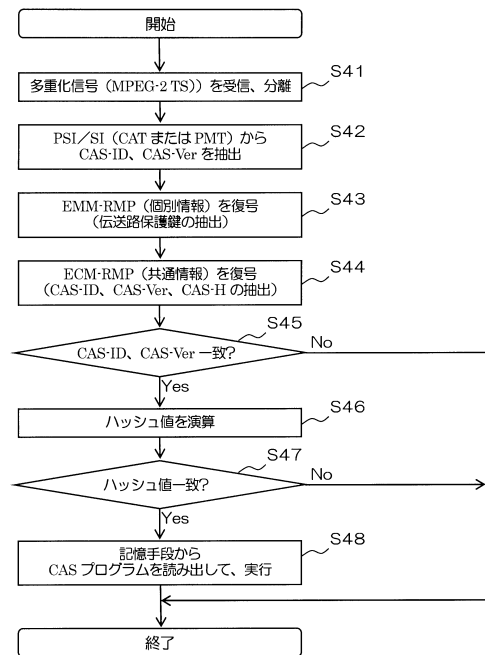 開始
S41
多重化信号（MPEG-2 TS））を受信、分離
S42
PSI／SI（CAT または PMT）から
CAS-ID、CAS-Ver を抽出
S43
EMM-RMP（個別情報）を復号
（伝送路保護鍵の抽出）
S44
ECM-RMP（共通情報）を復号
（CAS-ID、CAS-Ver、CAS-H の抽出）
S45
CAS-ID、CAS-Ver 一致?
No
Yes
S46
ハッシュ値を演算
S47
ハッシュ値一致?
No
Yes
S48
記憶手段から
CAS プログラムを読み出して、実行
終了